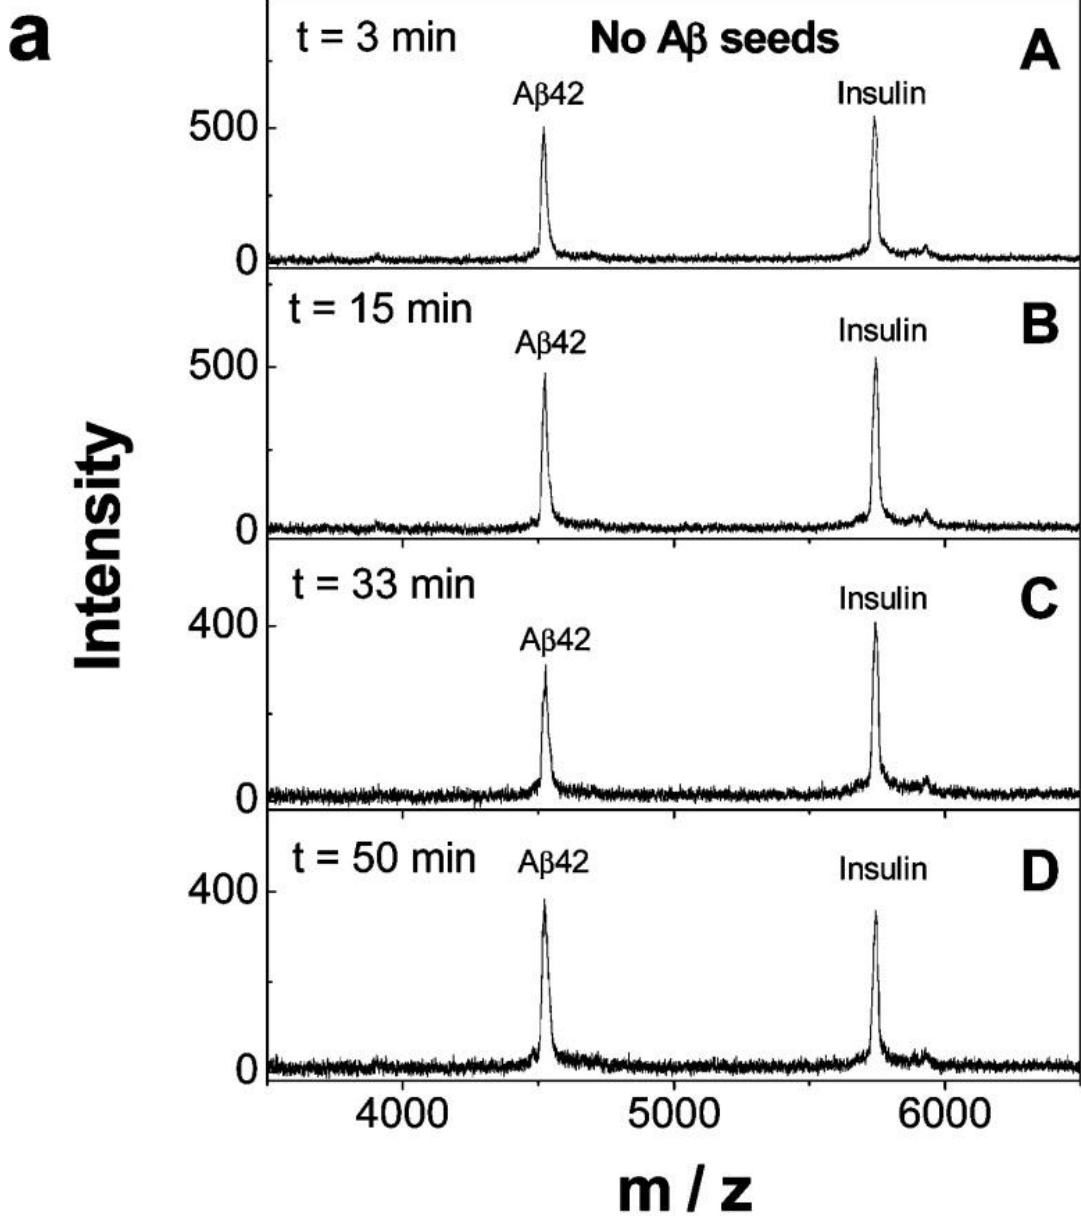 a
t = 3 min No Aβ seeds A
Aβ42 Insulin
500
0
t = 15 min B
Aβ42 Insulin
500
0
t = 33 min C
Aβ42 Insulin
400
0
t = 50 min D
Aβ42 Insulin
400
0
4000 5000 6000
Intensity
m / z